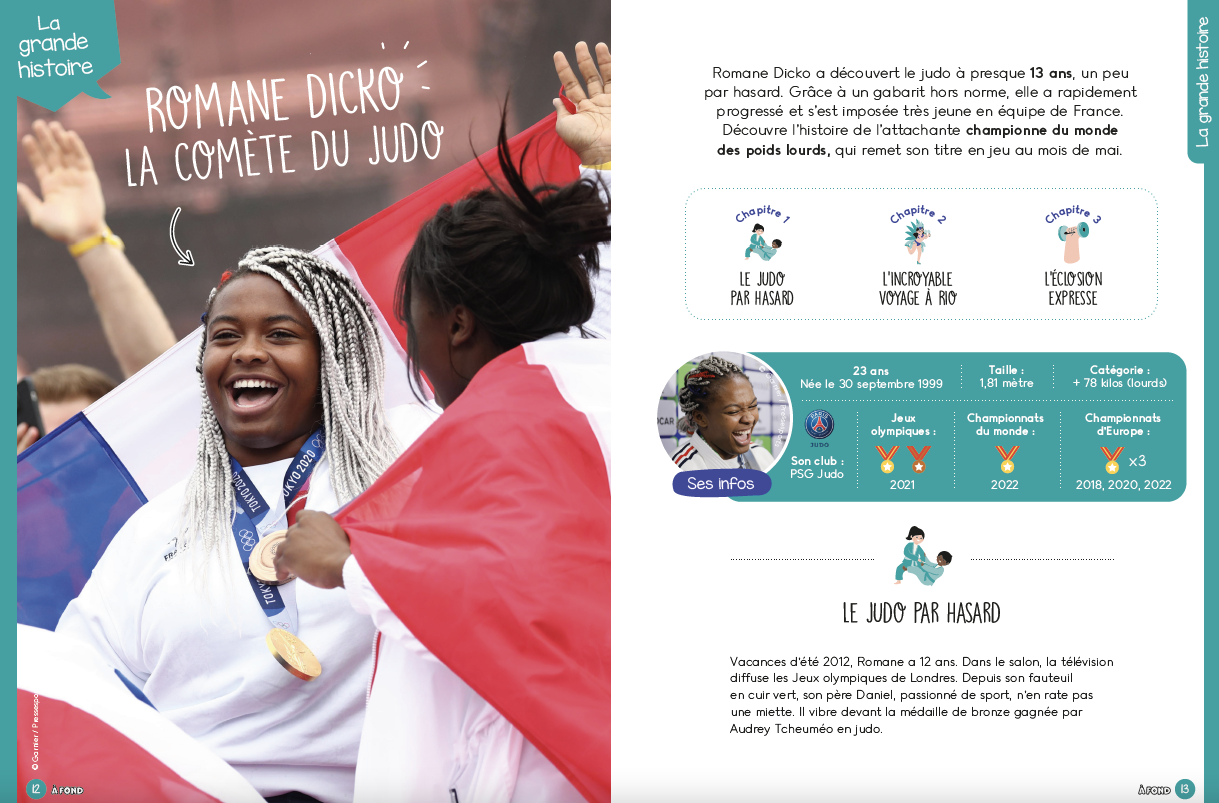 La
grande
histoire
ROMANE DICKO
LA COMÈTE DU JUDO
TOKYO 2020
TOKYO 2020
TOKYO
FRA
© Garnier / Presse
12 À FOND
La grande histoire
Romane Dicko a découvert le judo à presque 13 ans, un peu
par hasard. Grâce à un gabarit hors norme, elle a rapidement
progressé et s'est imposée très jeune en équipe de France.
Découvre l'histoire de l'attachante championne du monde
des poids lourds, qui remet son titre en jeu au mois de mai.
Chapitre 1
LE JUDO
PAR HASARD
Chapitre 2
L'INCROYABLE
VOYAGE À RIO
Chapitre 3
L'ÉCLOSION
EXPRESSE
Ses infos
23 ans
Née le 30 septembre 1999
Taille :
1,81 mètre
Catégorie :
+ 78 kilos (lourds)
PARIS
JUDO
Son club :
PSG Judo
Jeux
olympiques :
2021
Championnats
du monde :
2022
Championnats
d'Europe :
x3
2018, 2020, 2022
LE JUDO PAR HASARD
Vacances d'été 2012, Romane a 12 ans. Dans le salon, la télévision
diffuse les Jeux olympiques de Londres. Depuis son fauteuil
en cuir vert, son père Daniel, passionné de sport, n'en rate pas
une miette. Il vibre devant la médaille de bronze gagnée par
Audrey Tcheuméo en judo.
À FOND 13